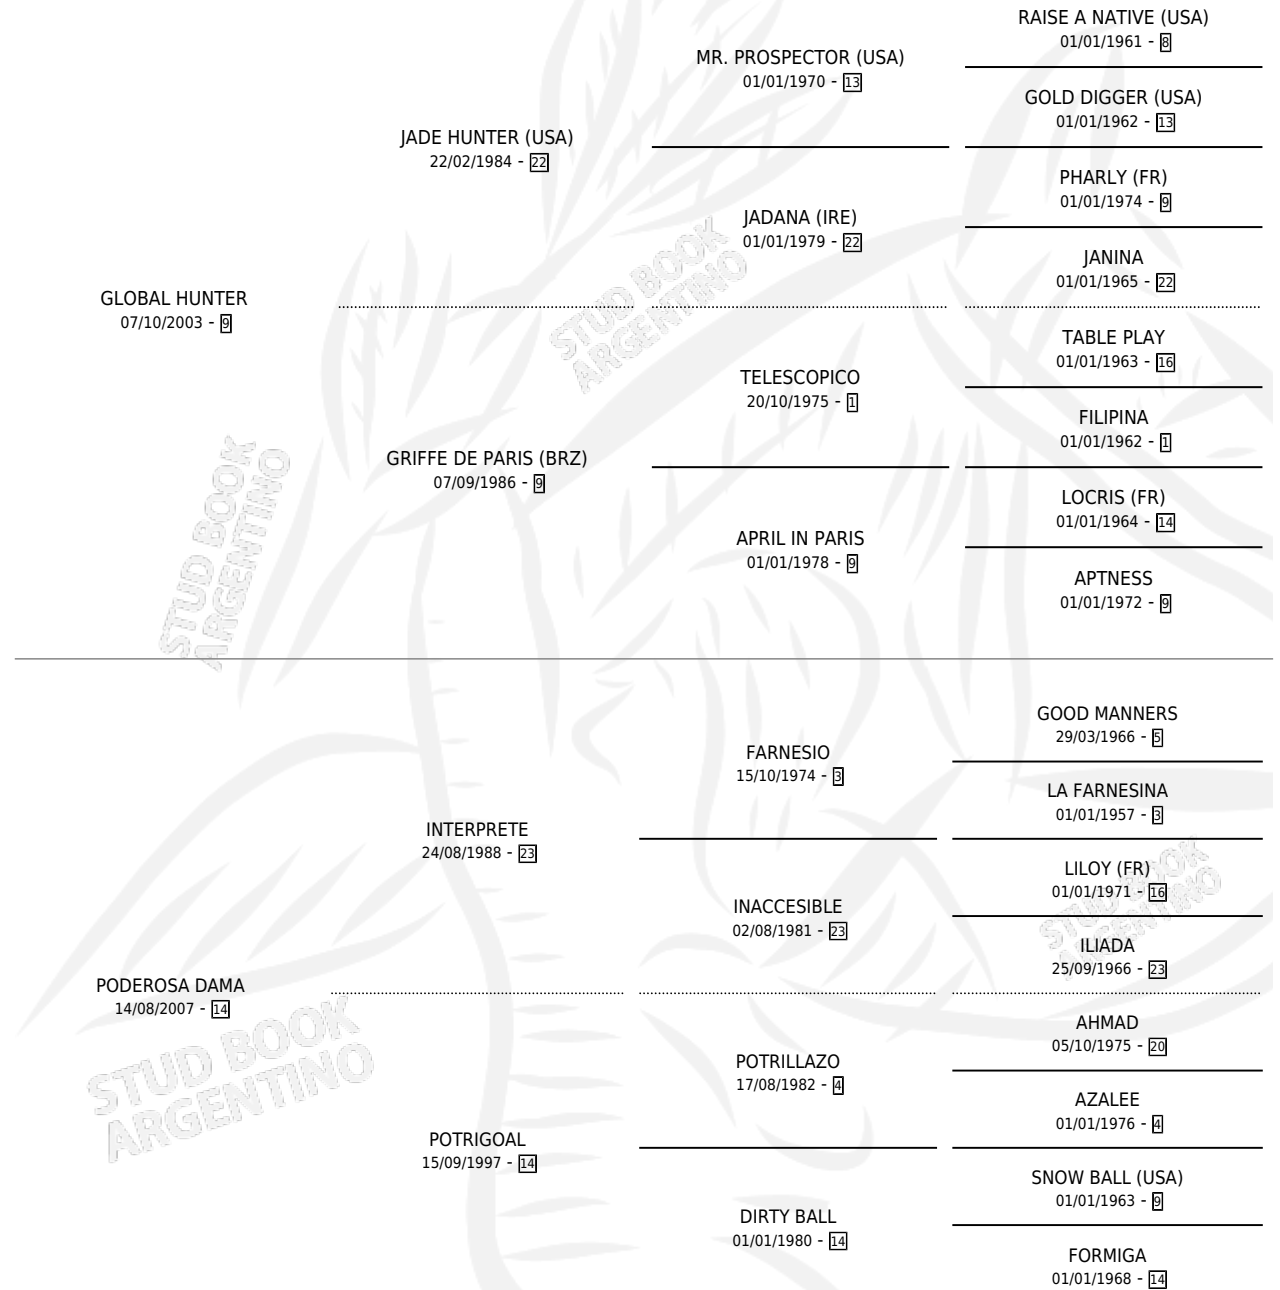 RAISE A NATIVE (USA)
01/01/1961 - 8
MR. PROSPECTOR (USA)
01/01/1970 - 13
GOLD DIGGER (USA)
01/01/1962 - 13
JADE HUNTER (USA)
22/02/1984 - 22
PHARLY (FR)
01/01/1974 - 9
JADANA (IRE)
01/01/1979 - 22
JANINA
01/01/1965 - 22
GLOBAL HUNTER
07/10/2003 - 9
TABLE PLAY
01/01/1963 - 16
TELESCOPICO
20/10/1975 - 1
FILIPINA
01/01/1962 - 1
GRIFFE DE PARIS (BRZ)
07/09/1986 - 9
LOCRIS (FR)
01/01/1964 - 14
APRIL IN PARIS
01/01/1978 - 9
APTNESS
01/01/1972 - 9
GOOD MANNERS
29/03/1966 - 5
FARNESIO
15/10/1974 - 3
LA FARNESINA
01/01/1957 - 3
INTERPRETE
24/08/1988 - 23
LILOY (FR)
01/01/1971 - 16
INACCESIBLE
02/08/1981 - 23
ILIADA
25/09/1966 - 23
PODEROSA DAMA
14/08/2007 - 14
AHMAD
05/10/1975 - 20
POTRILLAZO
17/08/1982 - 4
AZALEE
01/01/1976 - 4
POTRIGOAL
15/09/1997 - 14
SNOW BALL (USA)
01/01/1963 - 9
DIRTY BALL
01/01/1980 - 14
FORMIGA
01/01/1968 - 14
STUD BOOK
ARGENTINO
STUD BOOK
ARGENTINO
STUD BOOK
ARGENTINO
STUD BOOK
ARGENTINO